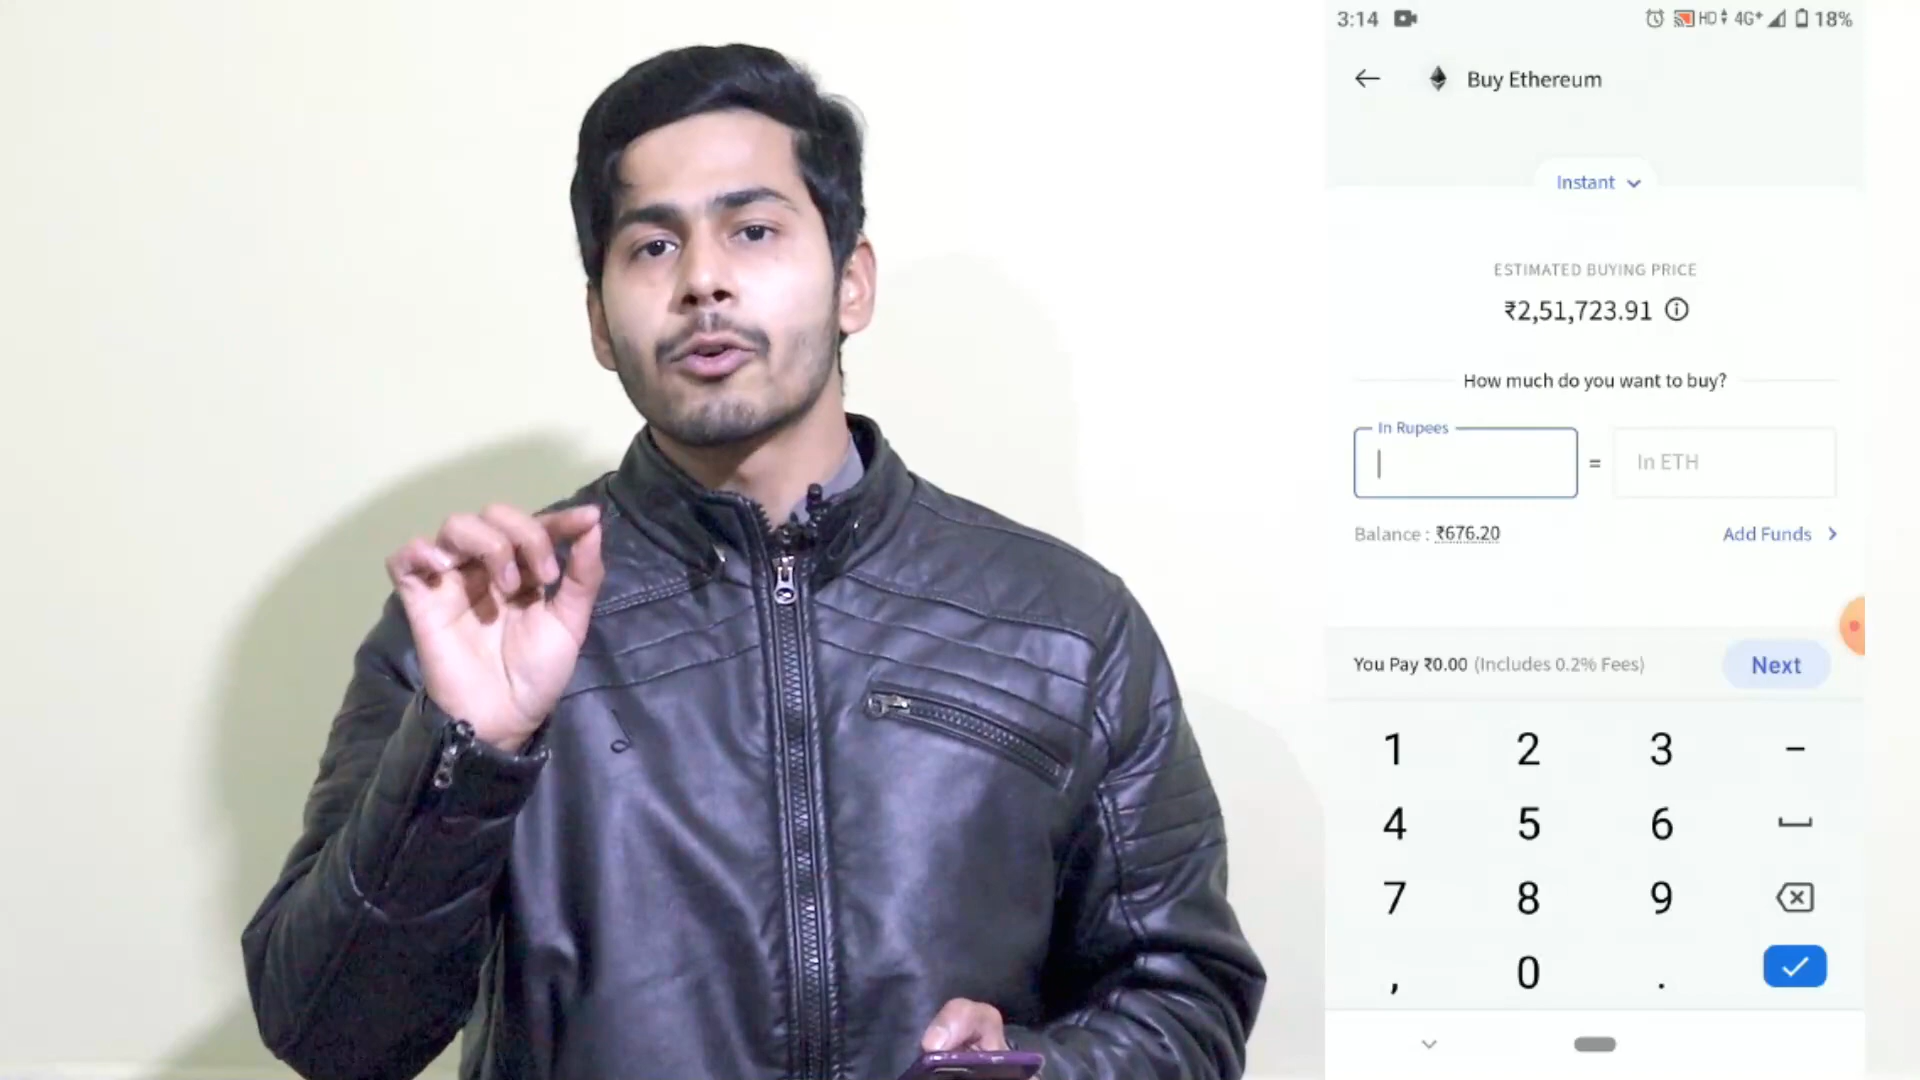 3:14 HD 4G+ 18%
Buy Ethereum
Instant
ESTIMATED BUYING PRICE
₹2,51,723.91
How much do you want to buy?
In Rupees
= In ETH
Balance : ₹676.20 Add Funds
You Pay ₹0.00 (Includes 0.2% Fees) Next
1 2 3 –
4 5 6
7 8 9
, 0 .